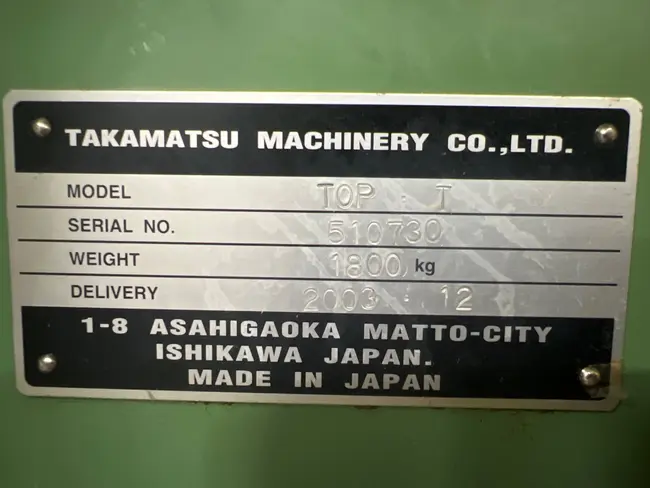 TAKAMATSU MACHINERY CO.,LTD.
MODEL TOP - I
SERIAL NO. 510730
WEIGHT 1800 kg
DELIVERY 2003 · 12
1-8 ASAHIGAOKA MATTO-CITY
ISHIKAWA JAPAN.
MADE IN JAPAN